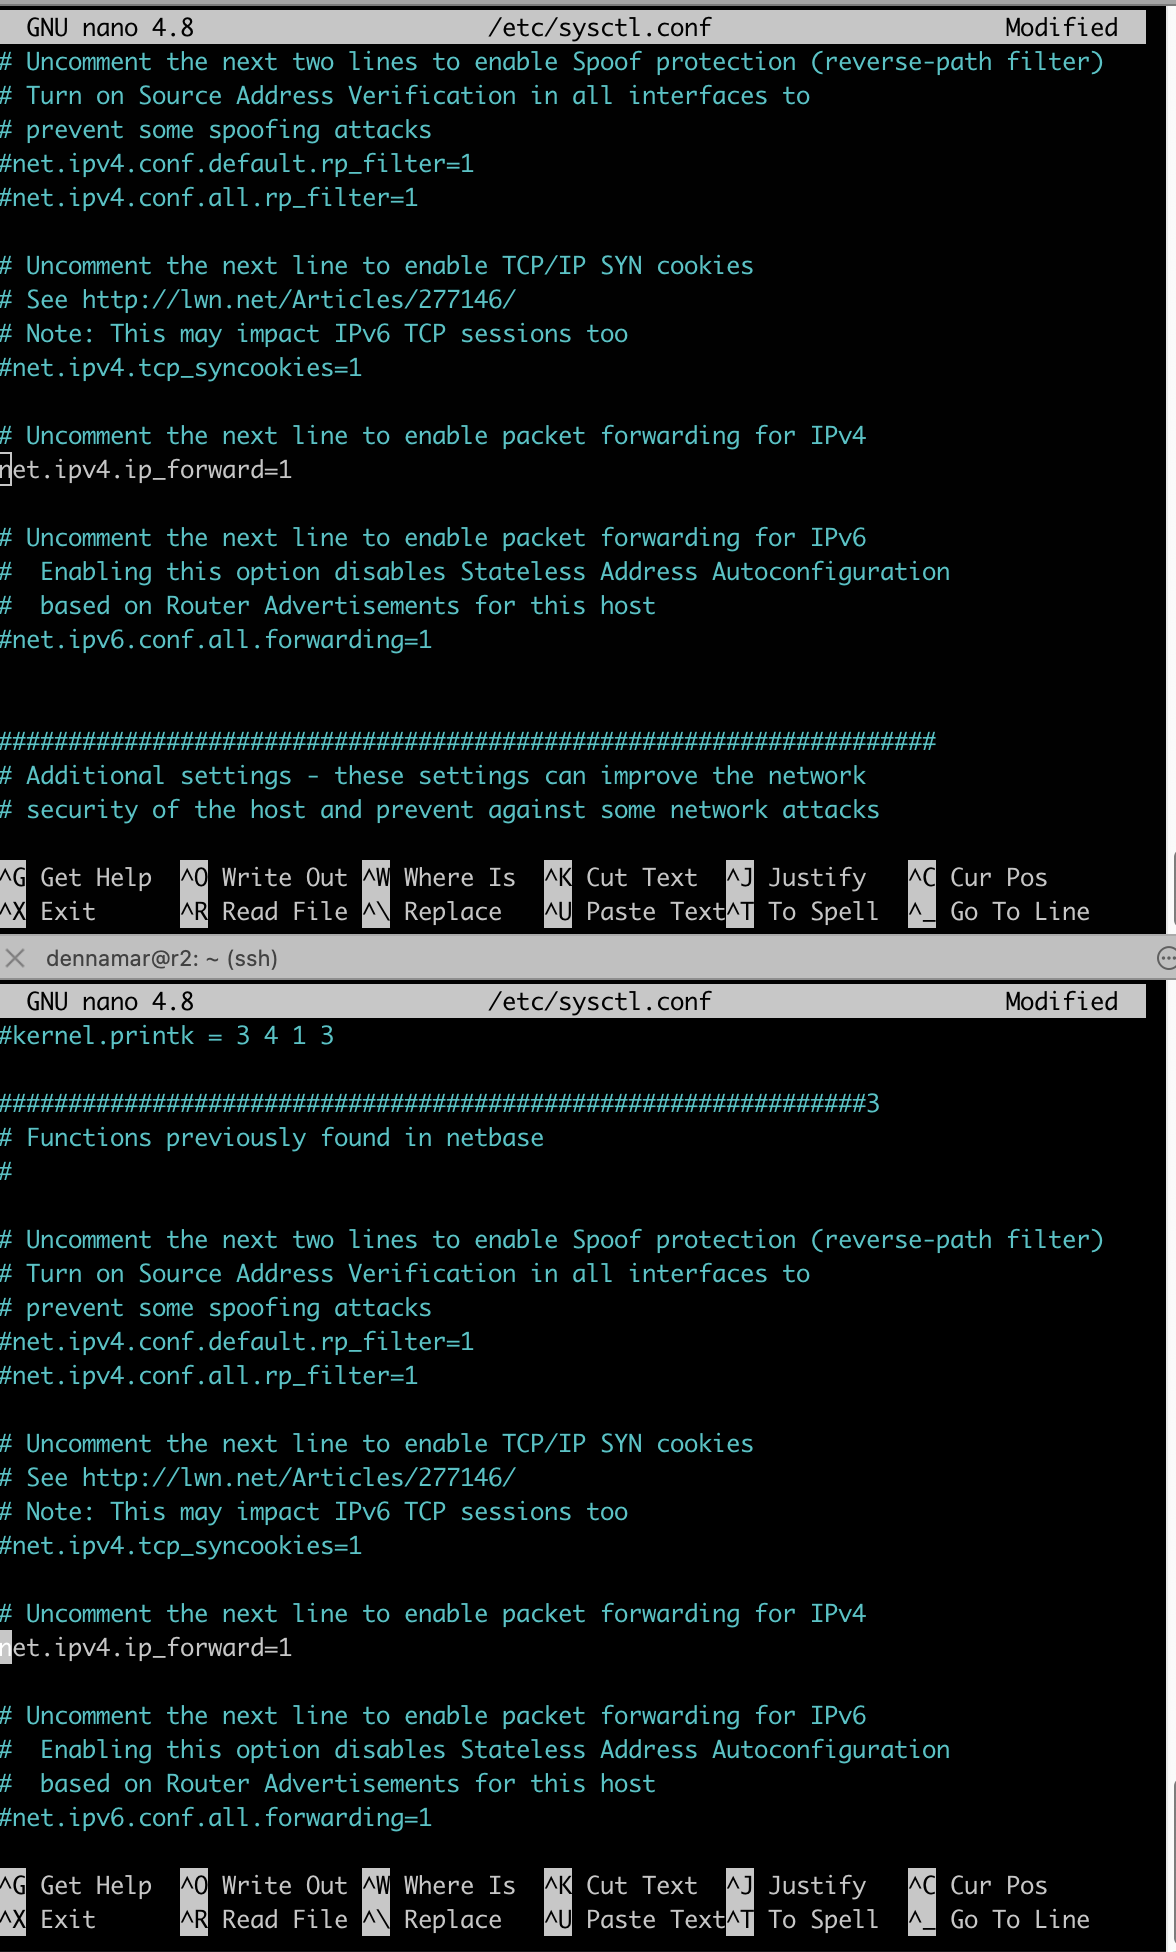 GNU nano 4.8 /etc/sysctl.conf Modified
# Uncomment the next two lines to enable Spoof protection (reverse-path filter)
# Turn on Source Address Verification in all interfaces to
# prevent some spoofing attacks
#net.ipv4.conf.default.rp_filter=1
#net.ipv4.conf.all.rp_filter=1
# Uncomment the next line to enable TCP/IP SYN cookies
# See http://lwn.net/Articles/277146/
# Note: This may impact IPv6 TCP sessions too
#net.ipv4.tcp_syncookies=1
# Uncomment the next line to enable packet forwarding for IPv4
net.ipv4.ip_forward=1
# Uncomment the next line to enable packet forwarding for IPv6
#  Enabling this option disables Stateless Address Autoconfiguration
#  based on Router Advertisements for this host
#net.ipv6.conf.all.forwarding=1
###################################################################
# Additional settings - these settings can improve the network
# security of the host and prevent against some network attacks
^G Get Help ^O Write Out ^W Where Is ^K Cut Text ^J Justify ^C Cur Pos
^X Exit ^R Read File ^\ Replace ^U Paste Text ^T To Spell ^_ Go To Line
dennamar@r2: ~ (ssh)
GNU nano 4.8 /etc/sysctl.conf Modified
#kernel.printk = 3 4 1 3
##############################################################3
# Functions previously found in netbase
#
# Uncomment the next two lines to enable Spoof protection (reverse-path filter)
# Turn on Source Address Verification in all interfaces to
# prevent some spoofing attacks
#net.ipv4.conf.default.rp_filter=1
#net.ipv4.conf.all.rp_filter=1
# Uncomment the next line to enable TCP/IP SYN cookies
# See http://lwn.net/Articles/277146/
# Note: This may impact IPv6 TCP sessions too
#net.ipv4.tcp_syncookies=1
# Uncomment the next line to enable packet forwarding for IPv4
net.ipv4.ip_forward=1
# Uncomment the next line to enable packet forwarding for IPv6
#  Enabling this option disables Stateless Address Autoconfiguration
#  based on Router Advertisements for this host
#net.ipv6.conf.all.forwarding=1
^G Get Help ^O Write Out ^W Where Is ^K Cut Text ^J Justify ^C Cur Pos
^X Exit ^R Read File ^\ Replace ^U Paste Text ^T To Spell ^_ Go To Line